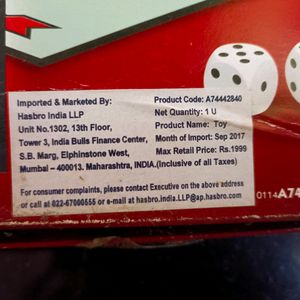 Imported & Marketed By:
Hasbro India LLP
Unit No.1302, 13th Floor,
Tower 3, India Bulls Finance Center,
S.B. Marg, Elphinstone West,
Mumbai – 400013. Maharashtra, INDIA.
Product Code: A74442840
Net Quantity: 1 U
Product Name: Toy
Month of Import: Sep 2017
Max Retail Price: Rs.1999
(Inclusive of all Taxes)
For consumer complaints, please contact Executive on the above address
or call at 022-67000555 or e-mail at hasbro.india.LLP@ap.hasbro.com.
0114A74